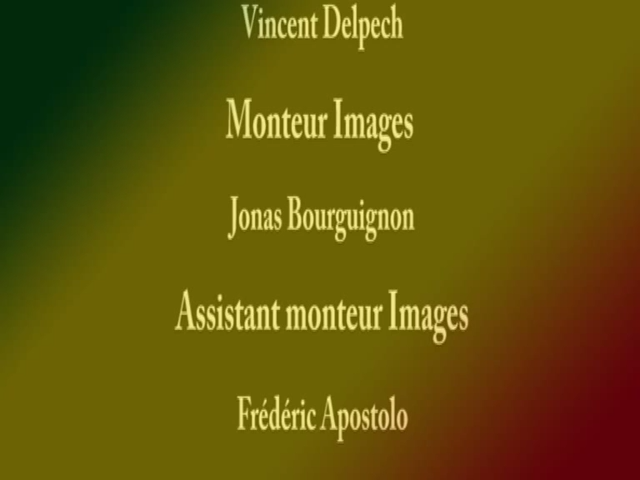 Vincent Delpech
Monteur Images
Jonas Bourguignon
Assistant monteur Images
Frédéric Apostolo